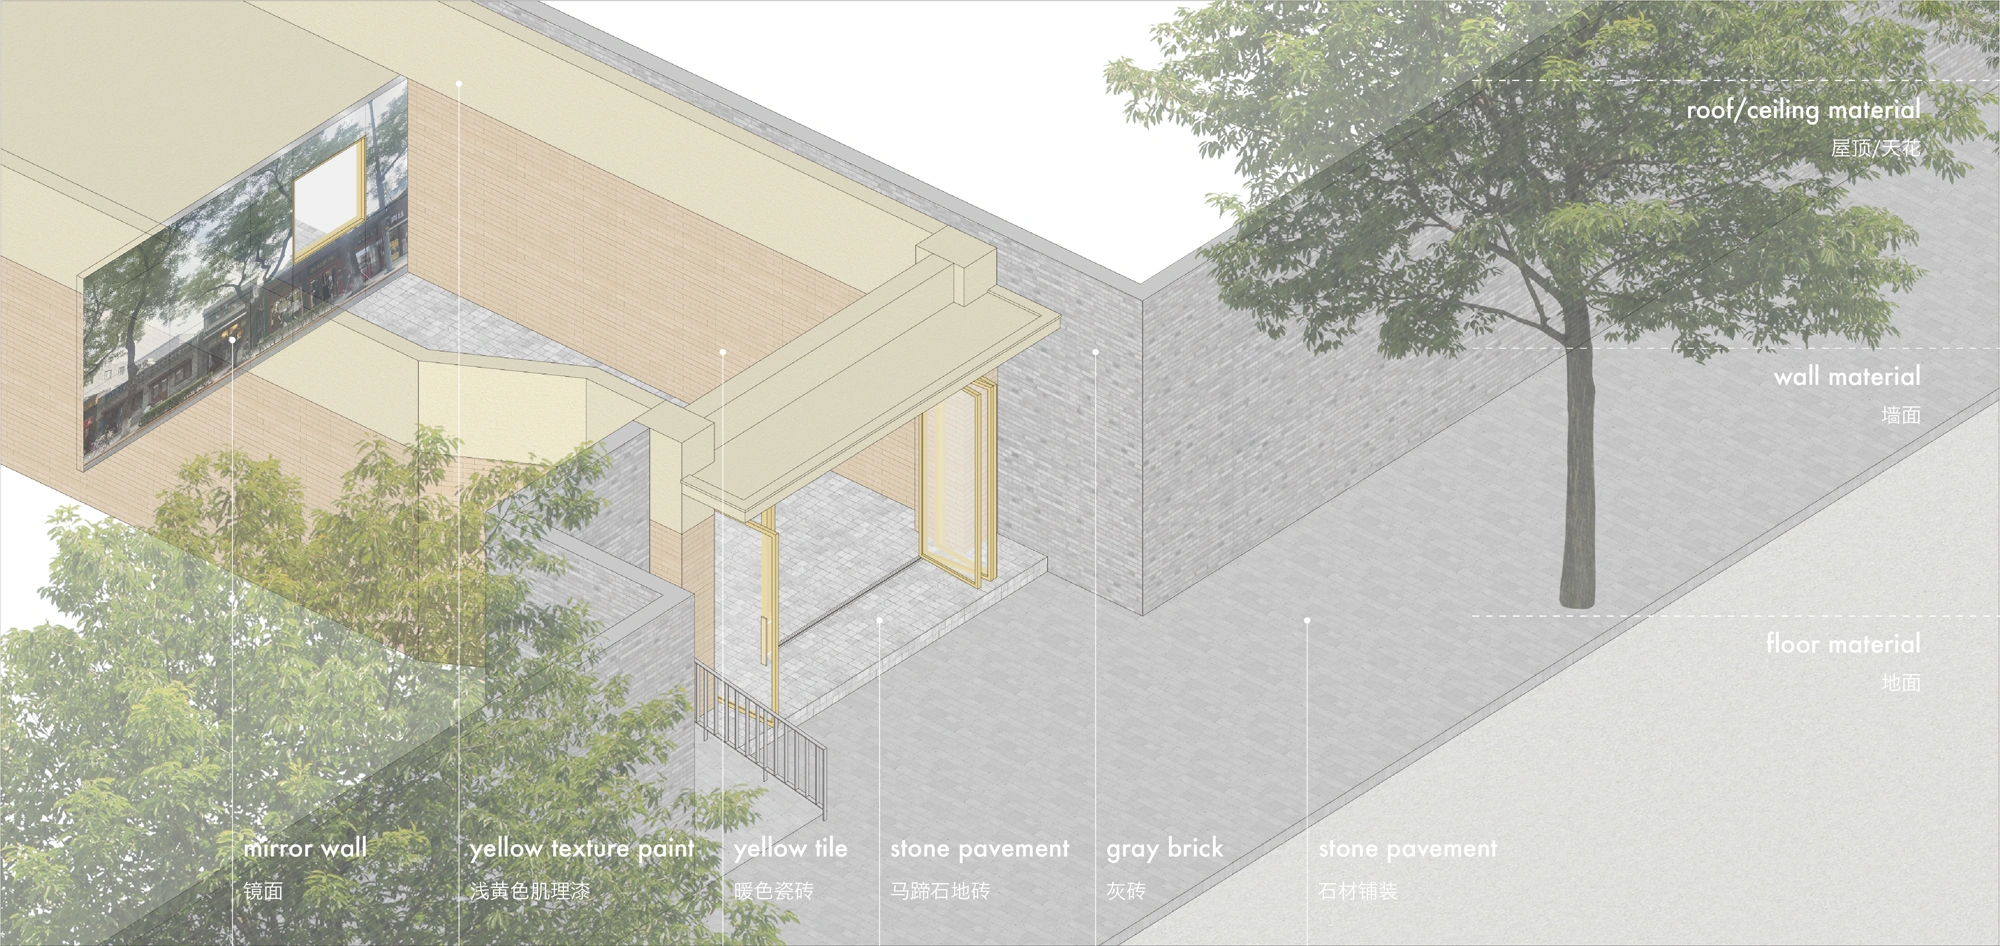 roof/ceiling material
屋顶/天花
wall material
墙面
floor material
地面
mirror wall
镜面
yellow texture paint
浅黄色肌理漆
yellow tile
暖色瓷砖
stone pavement
马蹄石地砖
gray brick
灰砖
stone pavement
石材铺装